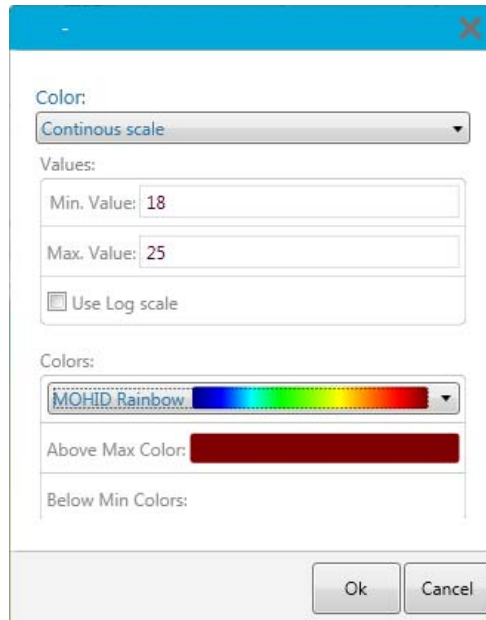 -
Color:
Continous scale
Values:
Min. Value: 18
Max. Value: 25
Use Log scale
Colors:
MOHID Rainbow
Above Max Color:
Below Min Colors:
Ok Cancel